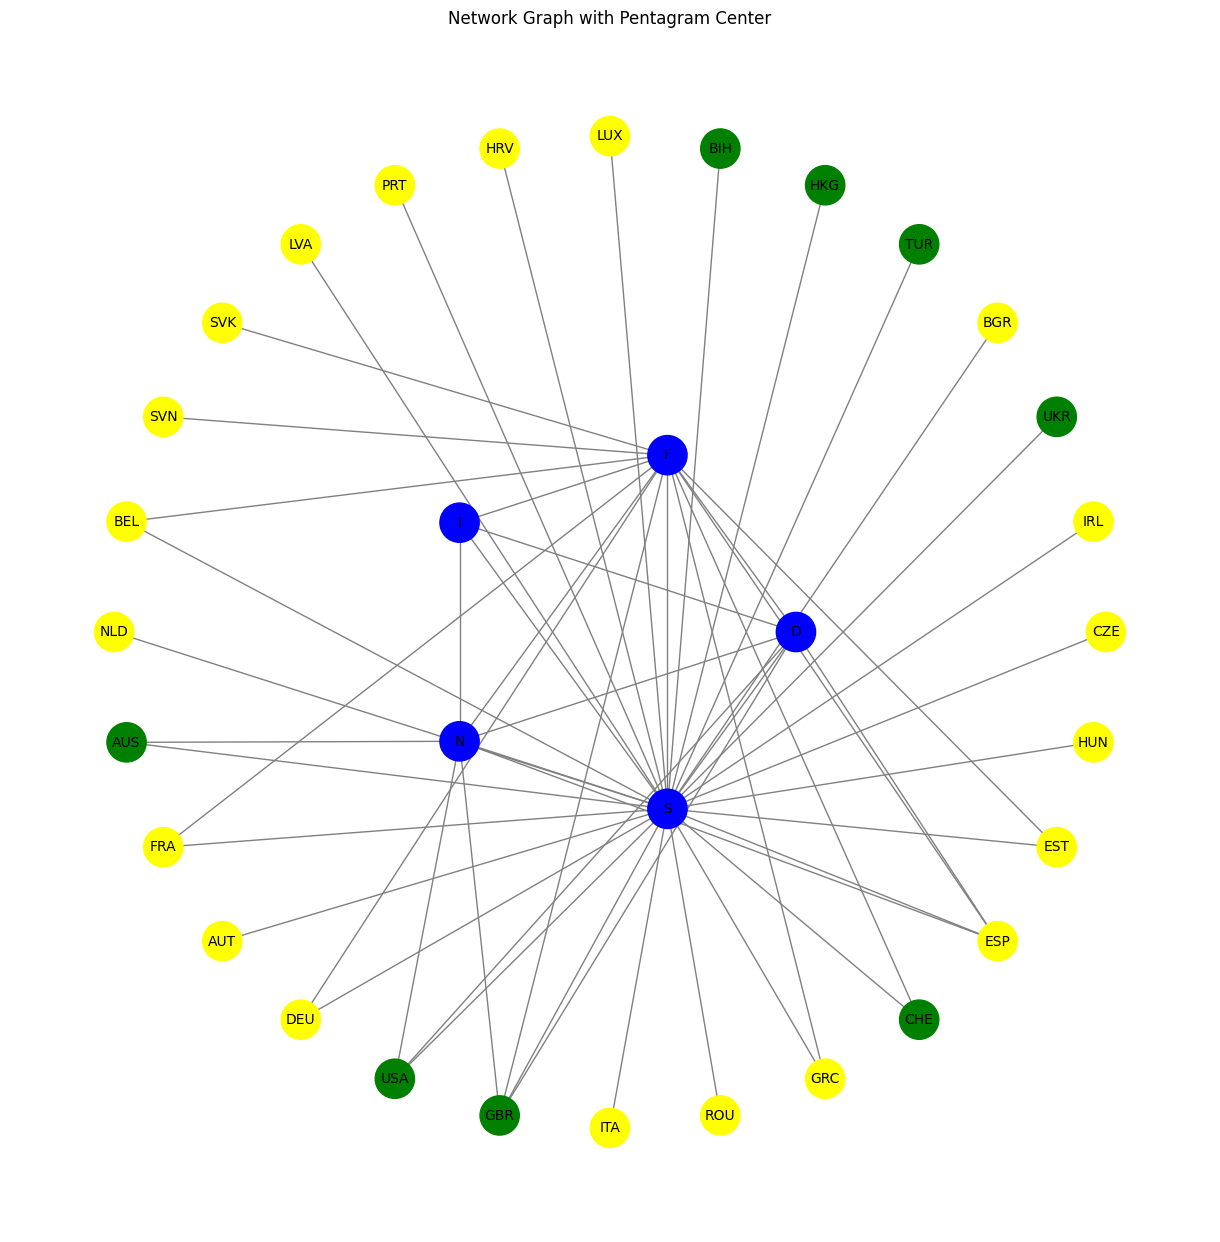 Network Graph with Pentagram Center
LUX
HRV
BIH
PRT
HKG
LVA
TUR
SVK
BGR
SVN
UKR
F
BEL
I
IRL
NLD
D
CZE
AUS
N
HUN
S
FRA
EST
AUT
ESP
DEU
CHE
USA
GRC
GBR
ROU
ITA